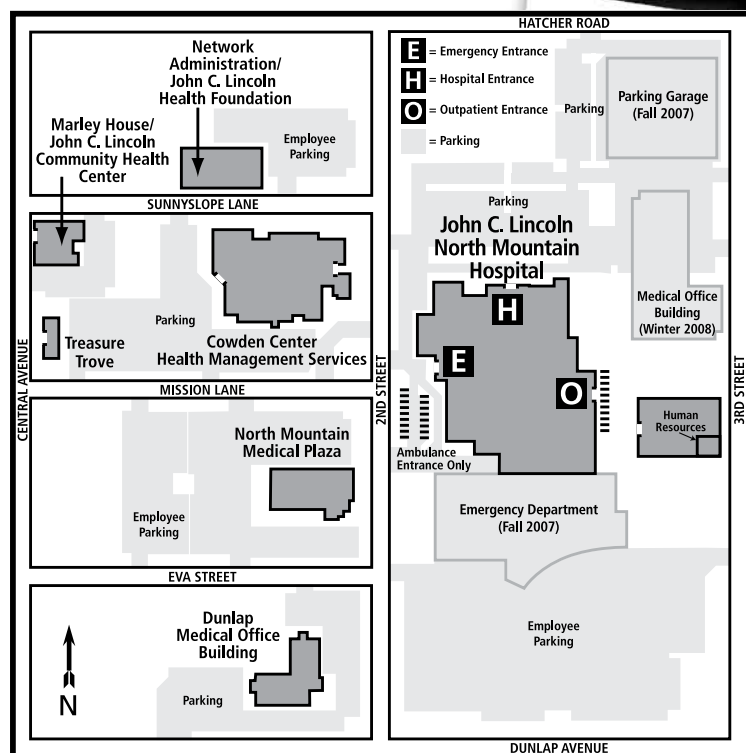 HATCHER ROAD
Network
Administration/
John C. Lincoln
Health Foundation
Marley House/
John C. Lincoln
Community Health
Center
Employee
Parking
SUNNYSLOPE LANE
E = Emergency Entrance
H = Hospital Entrance
O = Outpatient Entrance
= Parking
Parking
Parking Garage
(Fall 2007)
Parking
John C. Lincoln
North Mountain
Hospital
H
E
O
Medical Office
Building
(Winter 2008)
Treasure
Trove
Parking
Cowden Center
Health Management Services
CENTRAL AVENUE
MISSION LANE
2ND STREET
3RD STREET
Human
Resources
Ambulance
Entrance Only
North Mountain
Medical Plaza
Employee
Parking
Emergency Department
(Fall 2007)
EVA STREET
Dunlap
Medical Office
Building
Parking
N
Employee
Parking
DUNLAP AVENUE